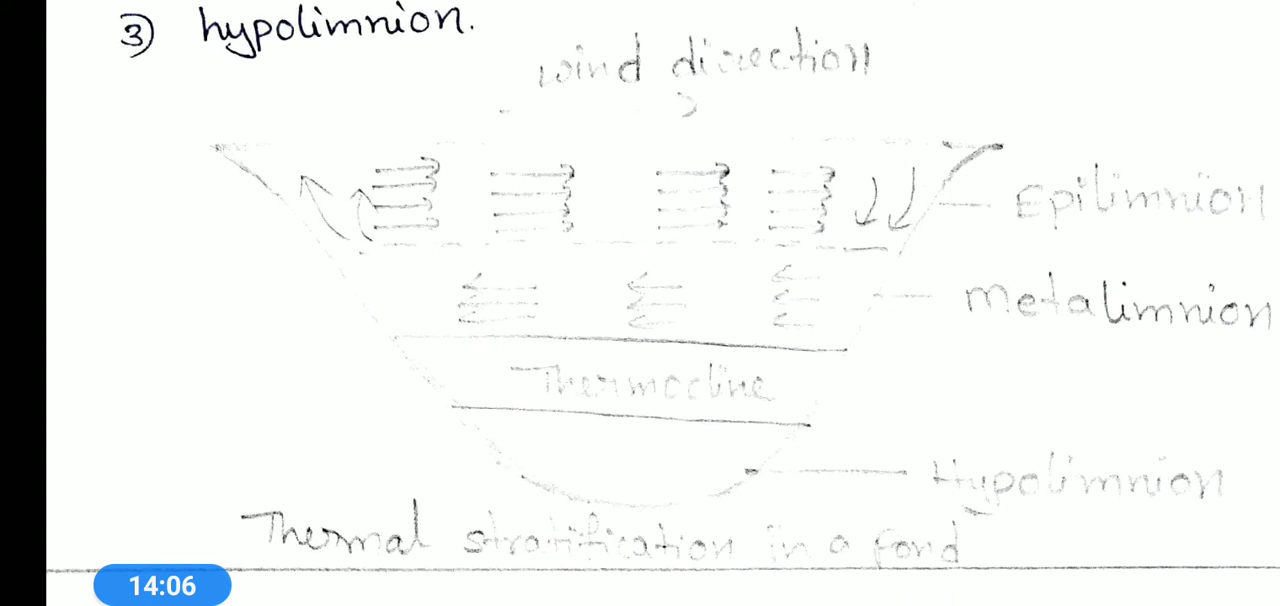 ③ hypolimnion.
wind direction
Epilimnion
metalimnion
Thermocline
Hypolimnion
Thermal stratification in a Pond
14:06